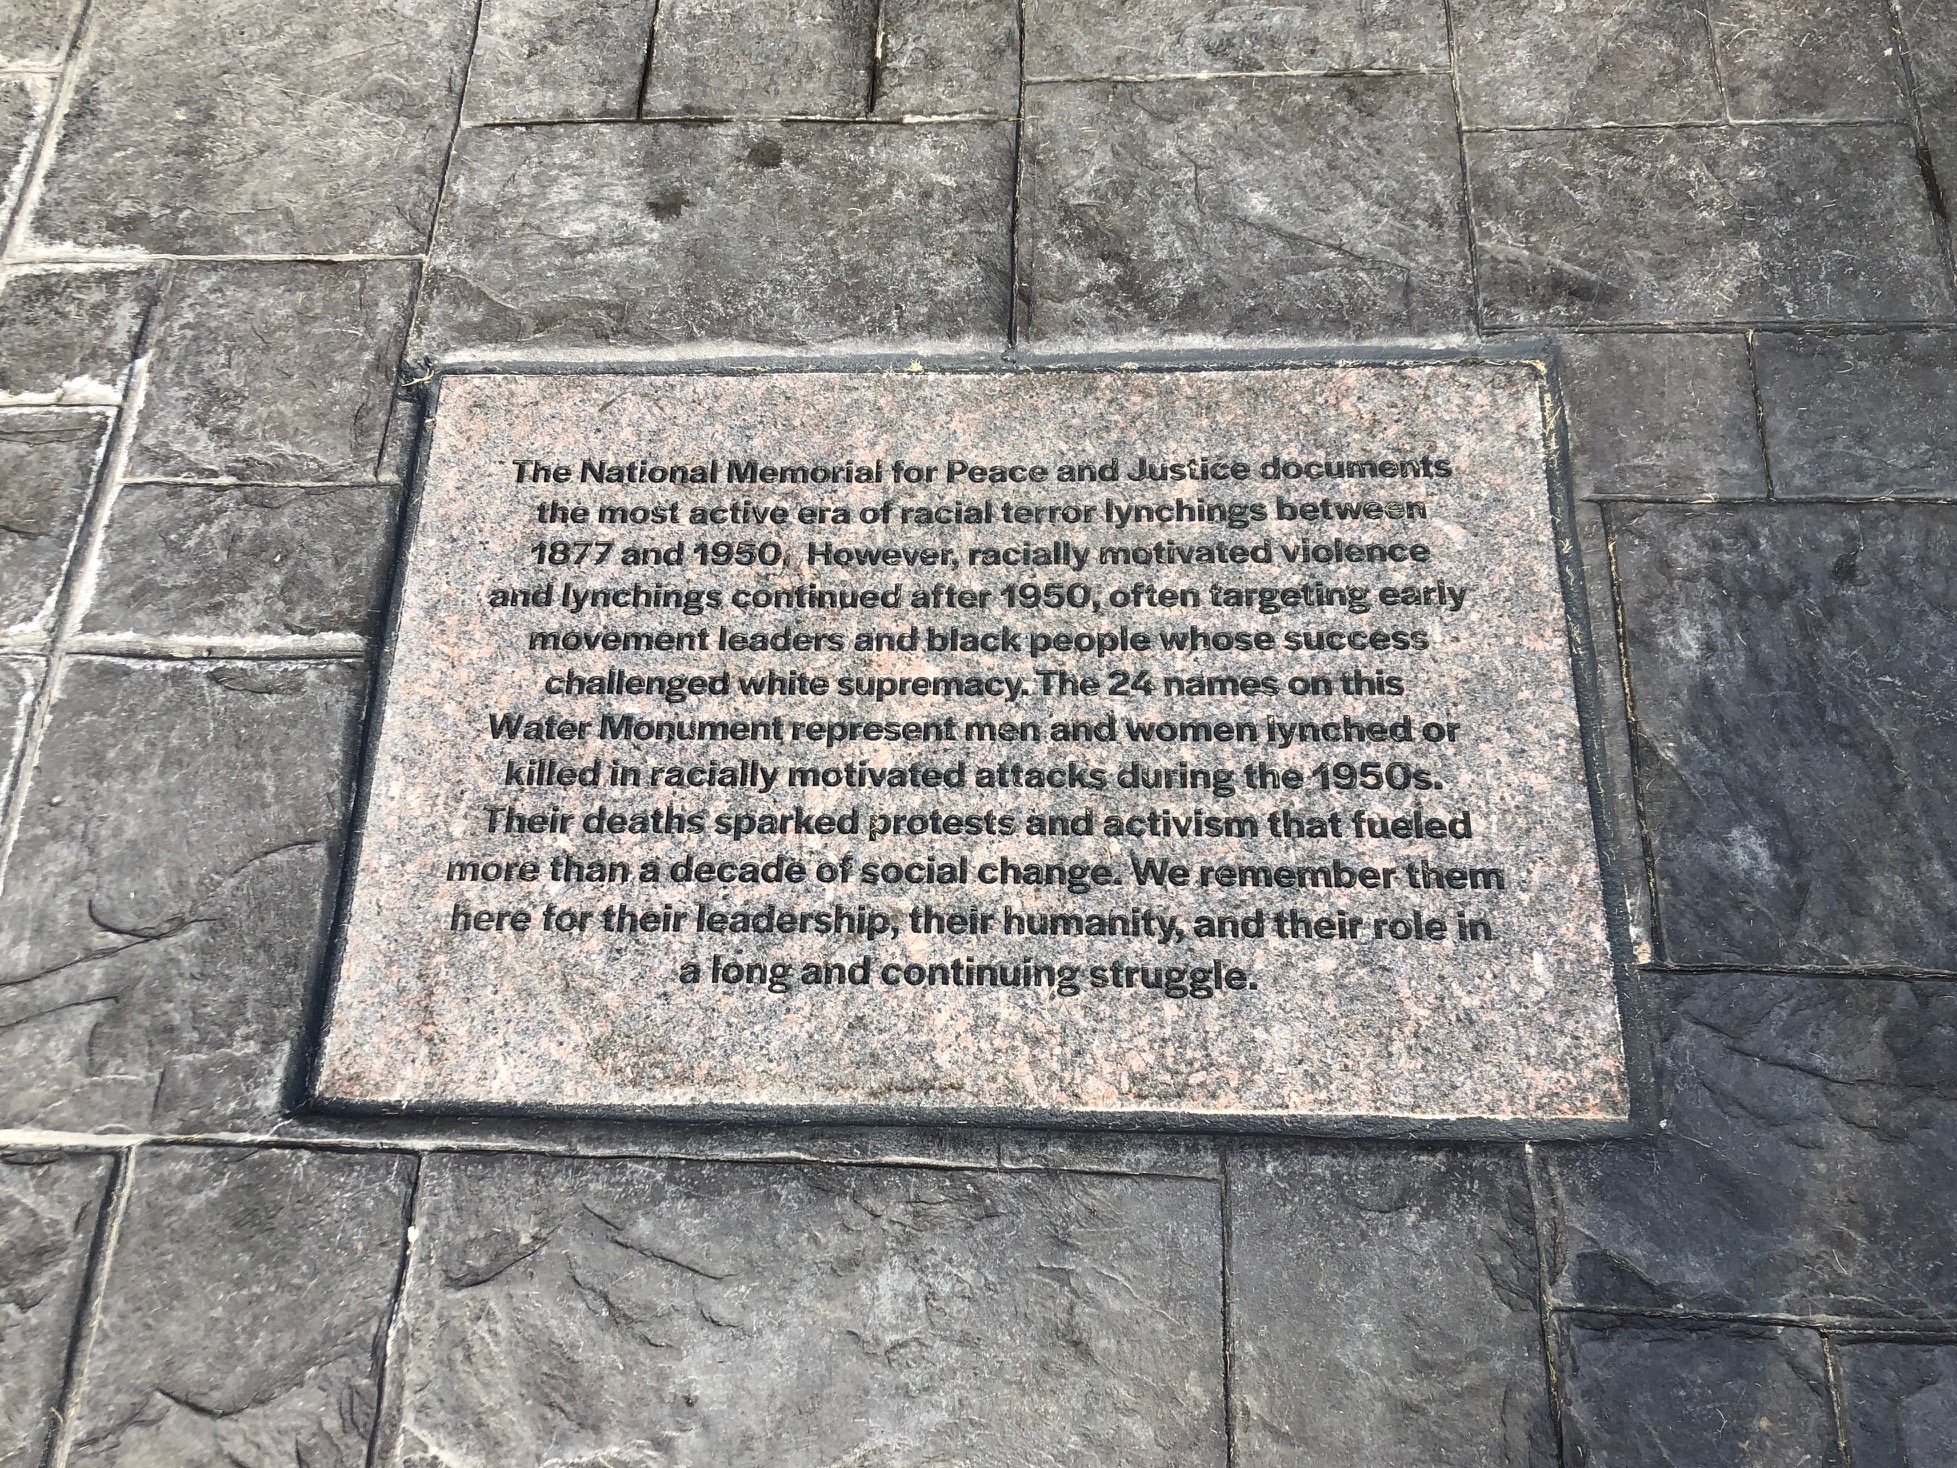 The National Memorial for Peace and Justice documents
the most active era of racial terror lynchings between
1877 and 1950. However, racially motivated violence
and lynchings continued after 1950, often targeting early
movement leaders and black people whose success
challenged white supremacy. The 24 names on this
Water Monument represent men and women lynched or
killed in racially motivated attacks during the 1950s.
Their deaths sparked protests and activism that fueled
more than a decade of social change. We remember them
here for their leadership, their humanity, and their role in
a long and continuing struggle.